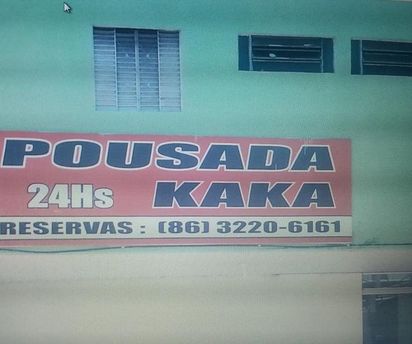 POUSADA
24Hs KAKA
RESERVAS : (86) 3220-6161